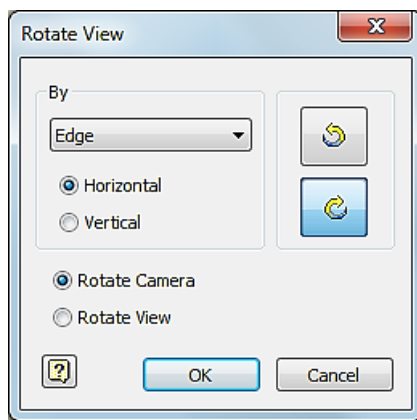 Rotate View
By
Edge
Horizontal
Vertical
Rotate Camera
Rotate View
OK
Cancel